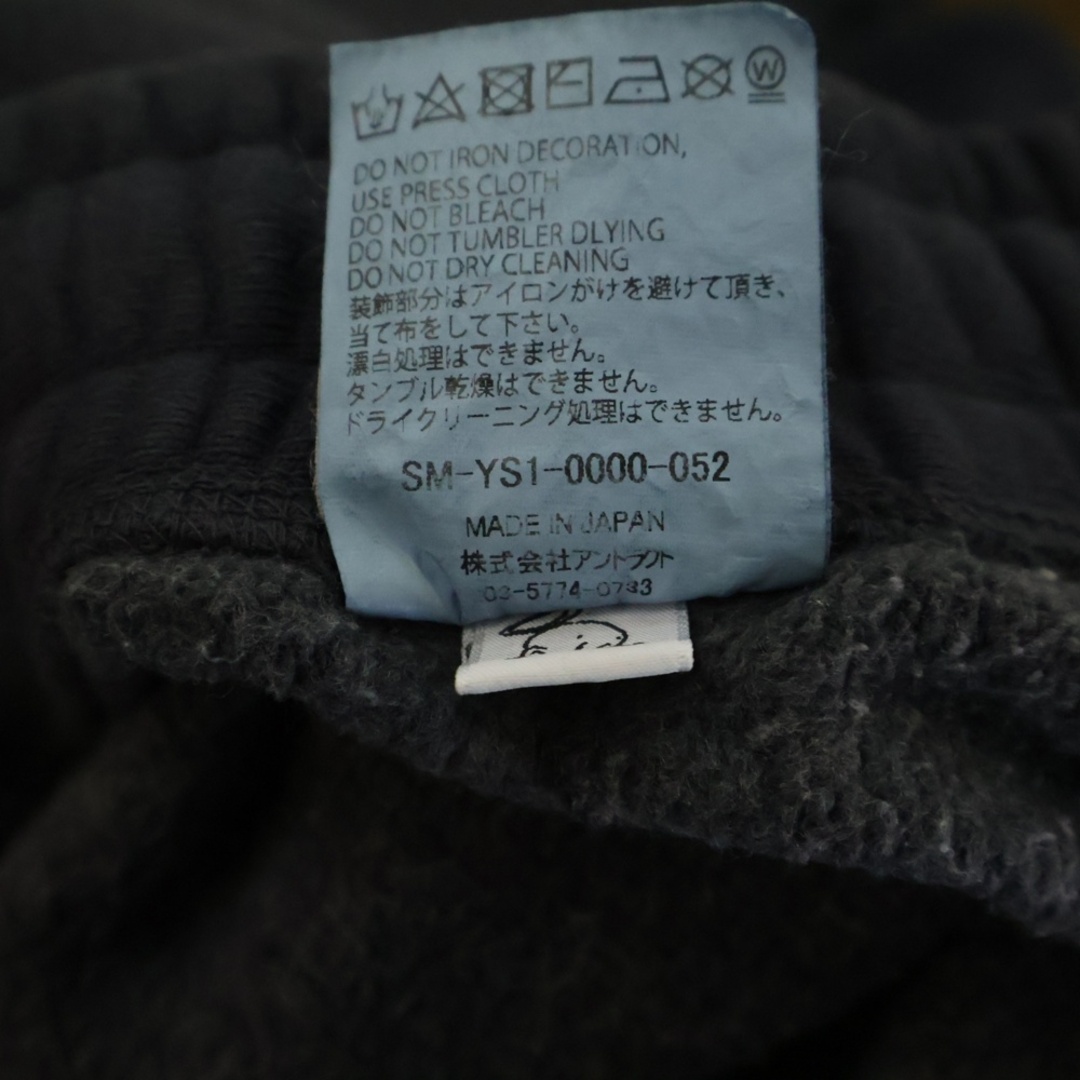 W
DO NOT IRON DECORATION,
USE PRESS CLOTH
DO NOT BLEACH
DO NOT TUMBLER DLYING
DO NOT DRY CLEANING
装飾部分はアイロンがけを避けて頂き、
当て布をして下さい。
漂白処理はできません。
タンブル乾燥はできません。
ドライクリーニング処理はできません。
SM-YS1-0000-052
MADE IN JAPAN
株式会社アントラクト
03-5774-0783